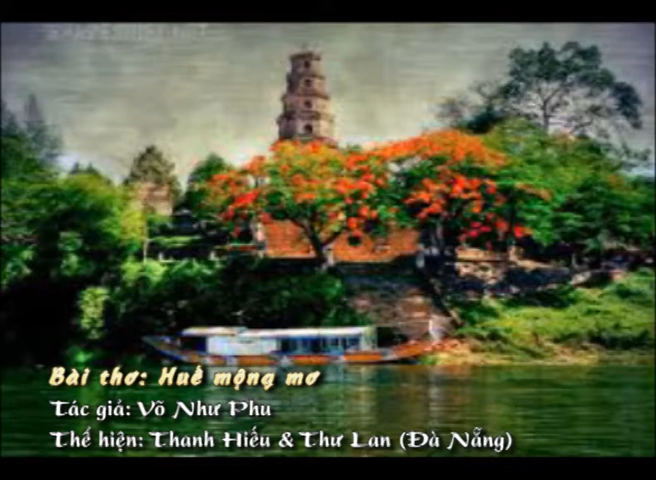 Bài thơ: Huế mộng mơ
Tác giả: Võ Như Phu
Thể hiện: Thanh Hiếu & Thư Lan (Đà Nẵng)